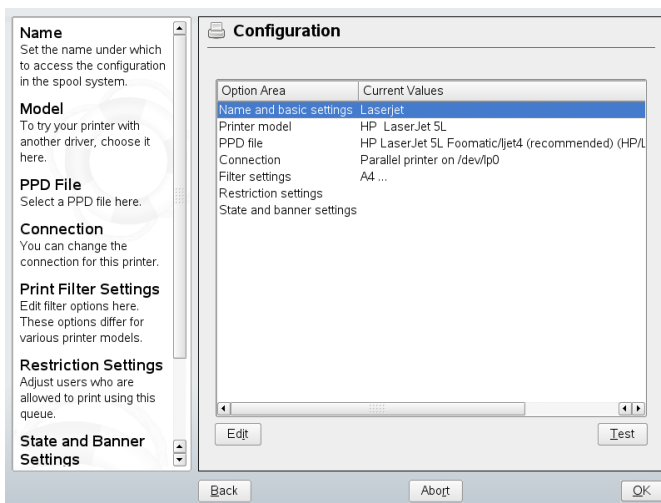 Name
Set the name under which
to access the configuration
in the spool system.
Model
To try your printer with
another driver, choose it
here.
PPD File
Select a PPD file here.
Connection
You can change the
connection for this printer.
Print Filter Settings
Edit filter options here.
These options differ for
various printer models.
Restriction Settings
Adjust users who are
allowed to print using this
queue.
State and Banner
Settings
Configuration
Option Area Current Values
Name and basic settings Laserjet
Printer model HP LaserJet 5L
PPD file HP LaserJet 5L Foomatic/ljet4 (recommended) (HP/L
Connection Parallel printer on /dev/lp0
Filter settings A4 ...
Restriction settings
State and banner settings
Edit Test
Back Abort OK